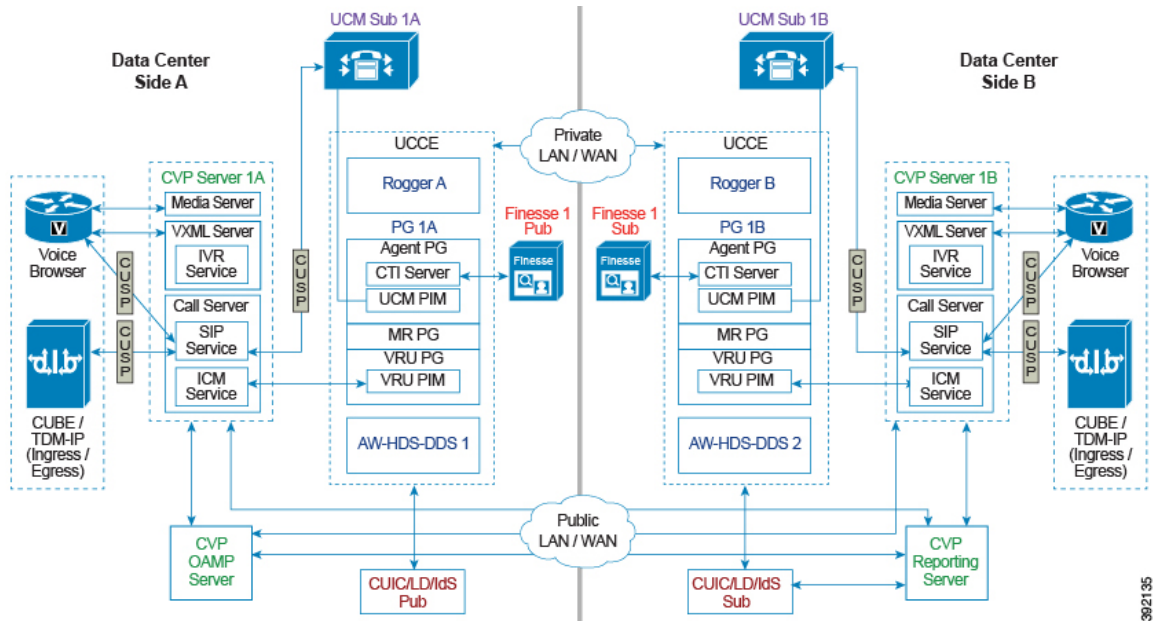 UCM Sub 1A
UCM Sub 1B
Data Center
Side A
Data Center
Side B
Private
LAN / WAN
UCCE
Rogger A
PG 1A
Agent PG
CTI Server
UCM PIM
MR PG
VRU PG
VRU PIM
AW-HDS-DDS 1
CVP Server 1A
Media Server
VXML Server
IVR
Service
Call Server
SIP
Service
ICM
Service
V
Voice
Browser
CUSP
CUSP
CUSP
CUBE /
TDM-IP
(Ingress /
Egress)
Finesse 1
Pub
Finesse
Finesse 1
Sub
Finesse
UCCE
Rogger B
PG 1B
Agent PG
CTI Server
UCM PIM
MR PG
VRU PG
VRU PIM
AW-HDS-DDS 2
CUSP
CVP Server 1B
Media Server
VXML Server
IVR
Service
Call Server
SIP
Service
ICM
Service
V
Voice
Browser
CUSP
CUSP
CUBE /
TDM-IP
(Ingress /
Egress)
Public
LAN / WAN
CVP
OAMP
Server
CUIC/LD/IdS
Pub
CUIC/LD/IdS
Sub
CVP
Reporting
Server
392135